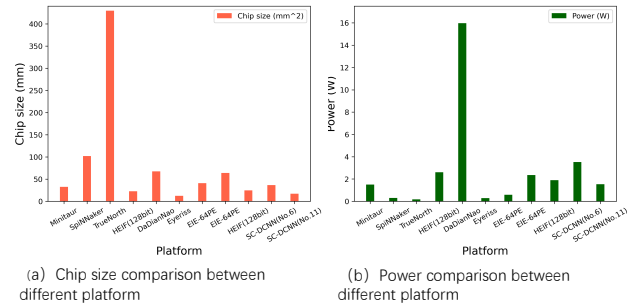 Chip size (mm^2)
400
350
300
250
200
150
100
50
0
Chip size (mm)
Minitaur
SpiNNaker
TrueNorth
HEIF(128bit)
DaDianNao
Eyeriss
EIE-64PE
EIE-64PE
HEIF(128bit)
SC-DCNN(No.6)
SC-DCNN(No.11)
Platform
(a) Chip size comparison between
different platform
Power (W)
16
14
12
10
8
6
4
2
0
Power (W)
Minitaur
SpiNNaker
TrueNorth
HEIF(128bit)
DaDianNao
Eyeriss
EIE-64PE
EIE-64PE
HEIF(128bit)
SC-DCNN(No.6)
SC-DCNN(No.11)
Platform
(b) Power comparison between
different platform